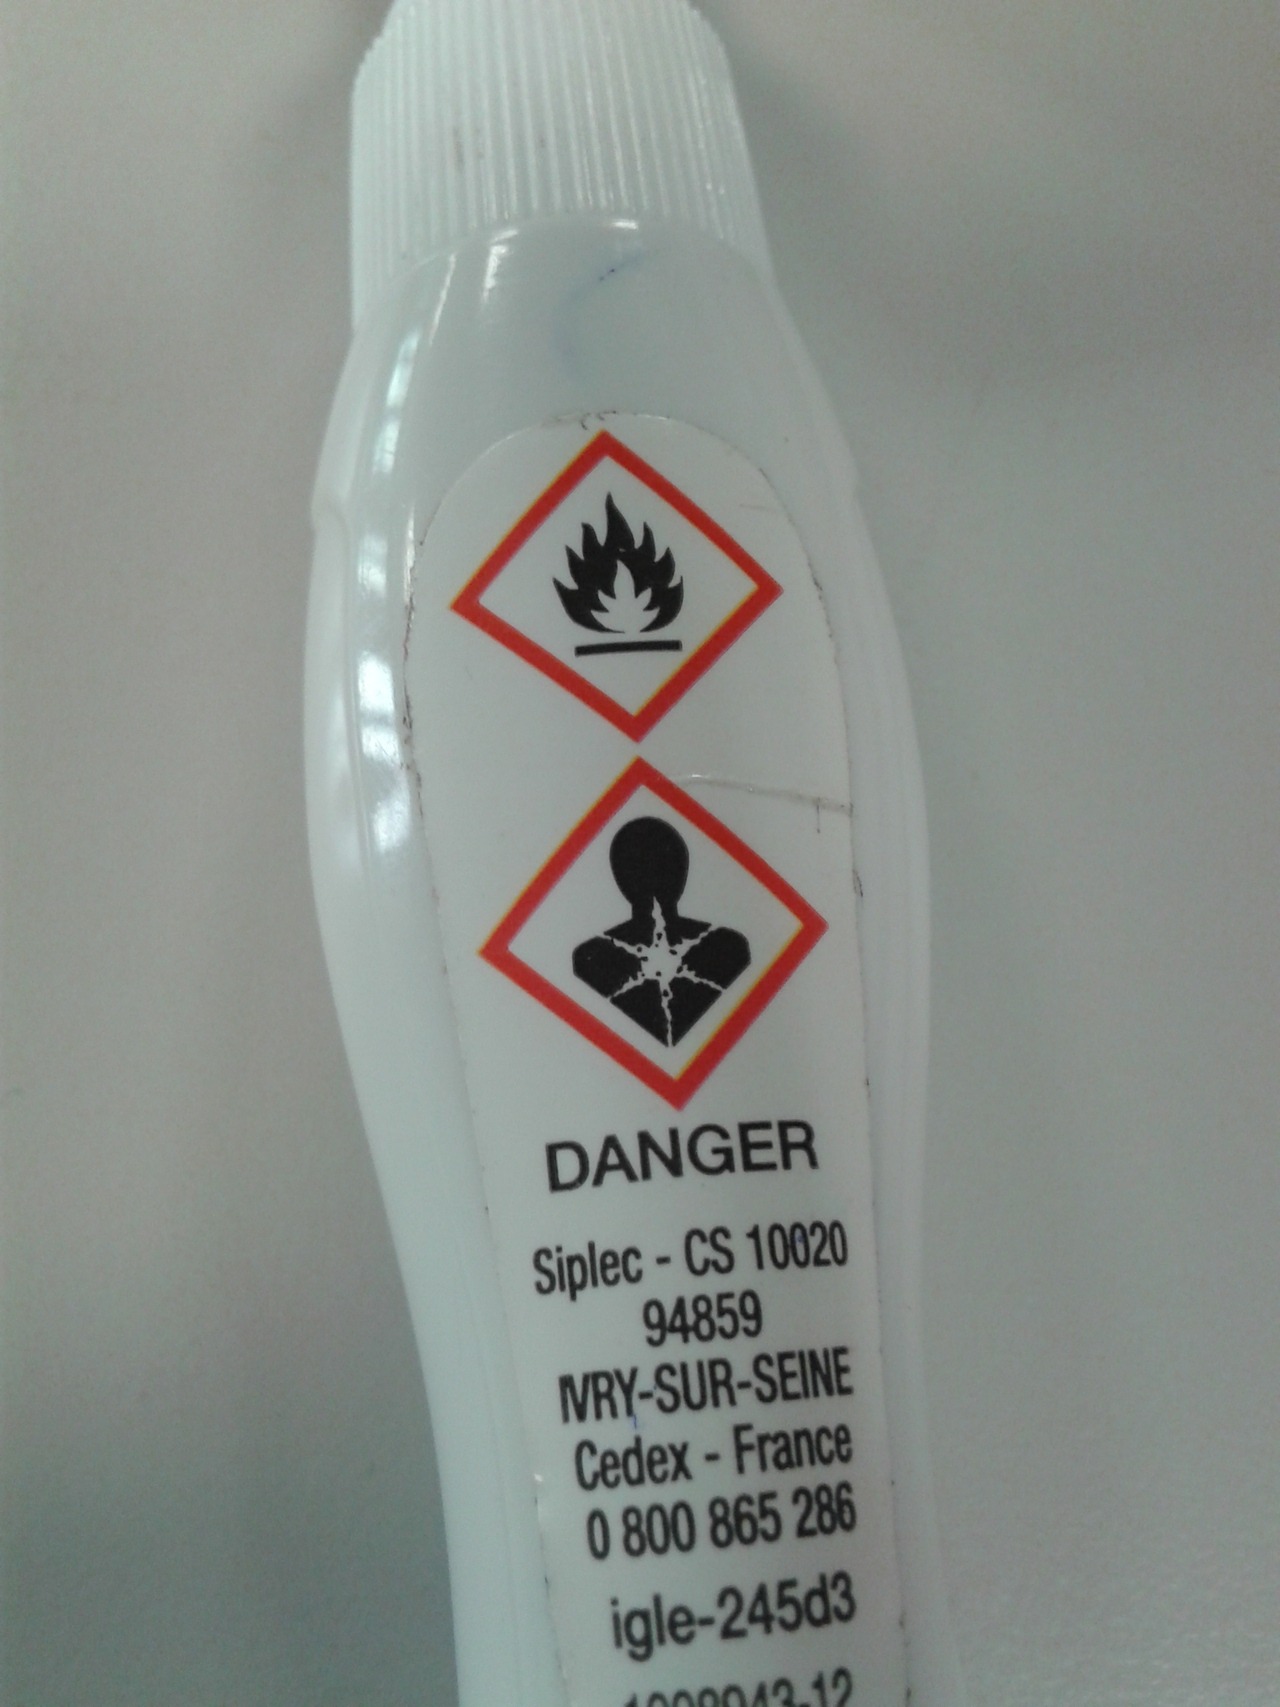 DANGER
Siplec - CS 10020
94859
IVRY-SUR-SEINE
Cedex - France
0 800 865 286
igle-245d3